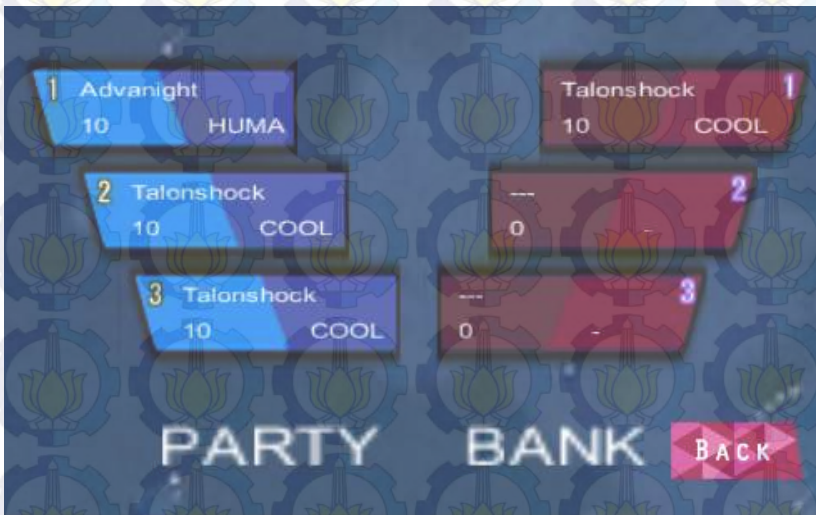 1 Advanight
10 HUMA
2 Talonshock
10 COOL
3 Talonshock
10 COOL
Talonshock 1
10 COOL
--- 2
0 -
--- 3
0 -
PARTY
BANK
BACK